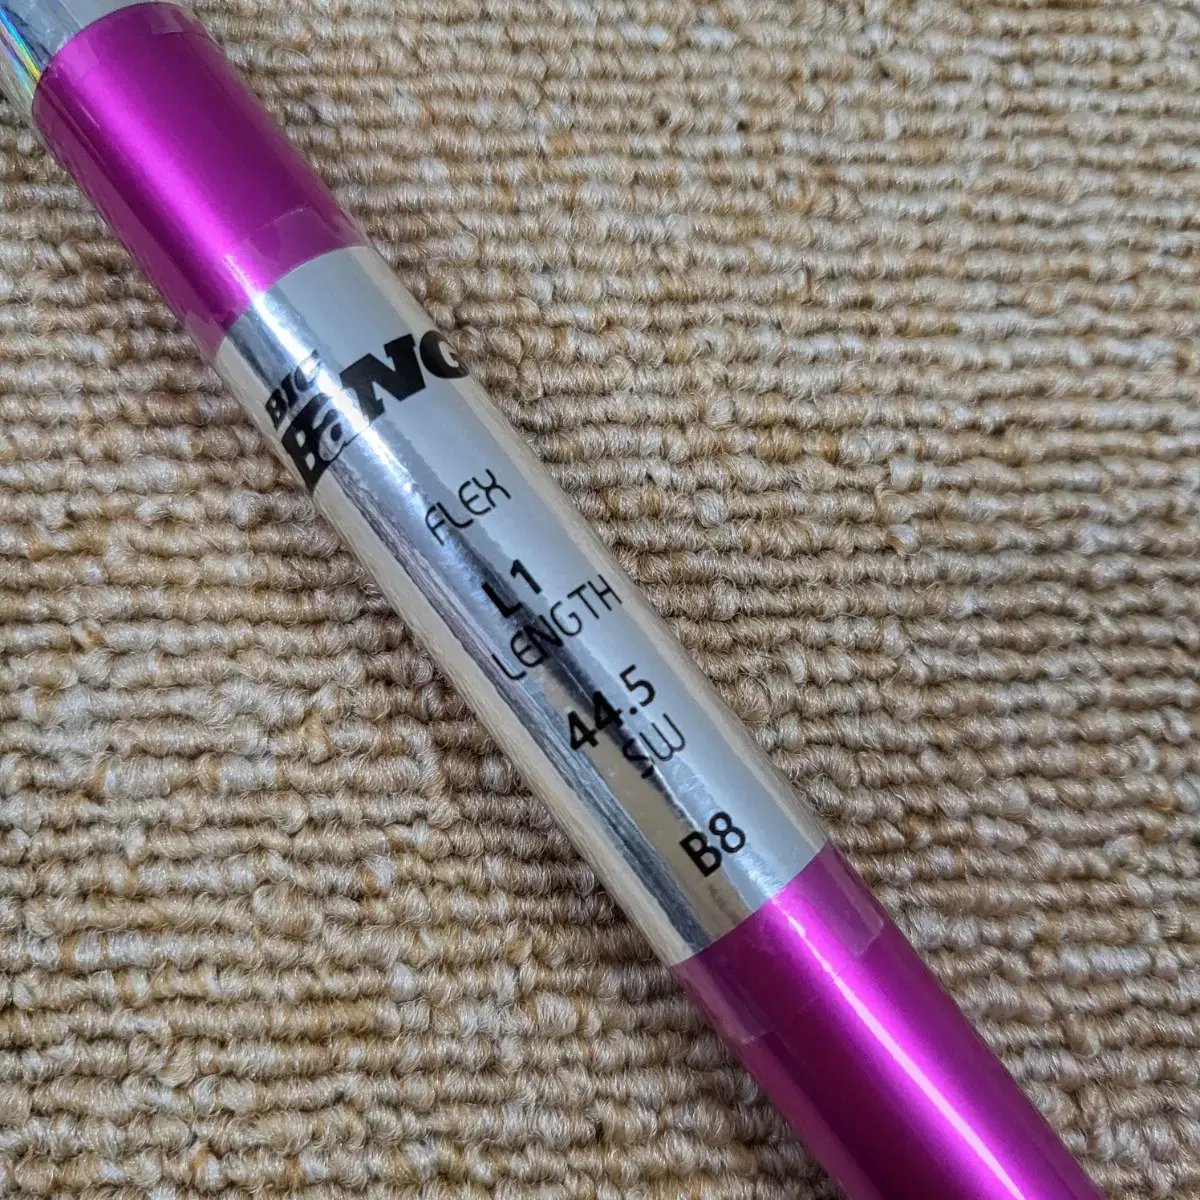 BIG
BANG
FLEX
L1
LENGTH
44.5
SW
B8